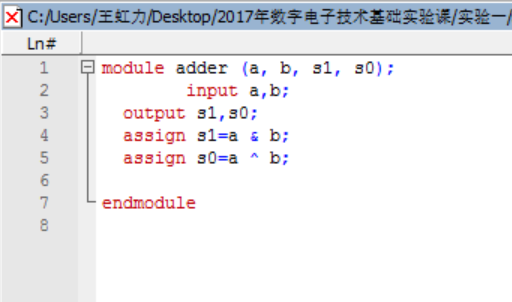 C:/Users/王虹力/Desktop/2017年数字电子技术基础实验课/实验一/
Ln#
1 module adder (a, b, s1, s0);
2 input a,b;
3 output s1,s0;
4 assign s1=a & b;
5 assign s0=a ^ b;
6
7 endmodule
8